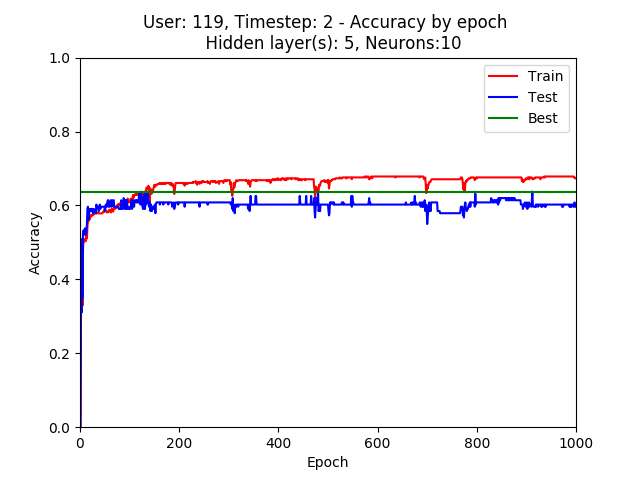 User: 119, Timestep: 2 - Accuracy by epoch
Hidden layer(s): 5, Neurons:10
1.0
Train
Test
Best
0.8
0.6
0.4
0.2
0.0
Accuracy
0 200 400 600 800 1000
Epoch